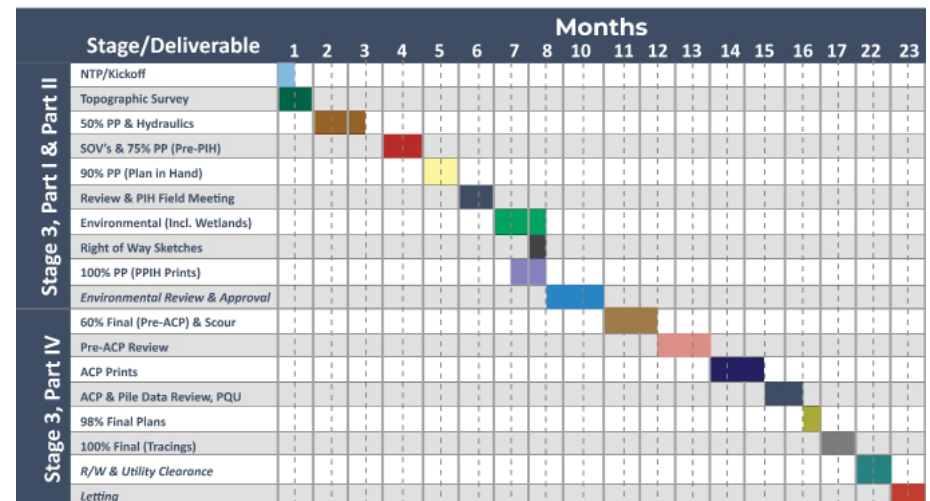 Months
Stage/Deliverable 1 2 3 4 5 6 7 8 10 11 12 13 14 15 16 17 22 23
Stage 3, Part I & Part II
NTP/Kickoff
Topographic Survey
50% PP & Hydraulics
SOV's & 75% PP (Pre-PIH)
90% PP (Plan in Hand)
Review & PIH Field Meeting
Environmental (Incl. Wetlands)
Right of Way Sketches
100% PP (PPIH Prints)
Environmental Review & Approval
Stage 3, Part IV
60% Final (Pre-ACP) & Scour
Pre-ACP Review
ACP Prints
ACP & Pile Data Review, PQU
98% Final Plans
100% Final (Tracings)
R/W & Utility Clearance
Letting